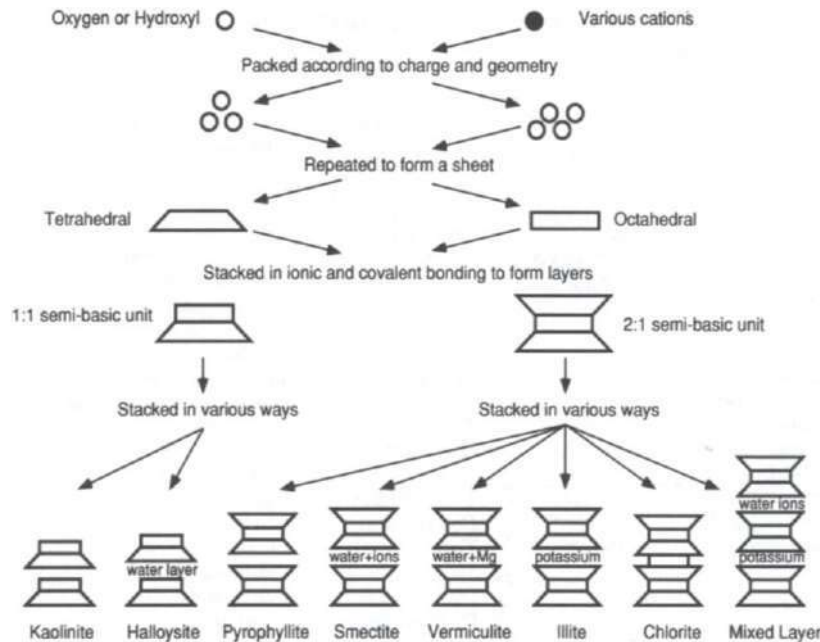 Oxygen or Hydroxyl
Various cations
Packed according to charge and geometry
Repeated to form a sheet
Tetrahedral
Octahedral
Stacked in ionic and covalent bonding to form layers
1:1 semi-basic unit
2:1 semi-basic unit
Stacked in various ways
Stacked in various ways
water ions
water layer
water+ions
water+Mg
potassium
potassium
Kaolinite
Halloysite
Pyrophyllite
Smectite
Vermiculite
Illite
Chlorite
Mixed Layer